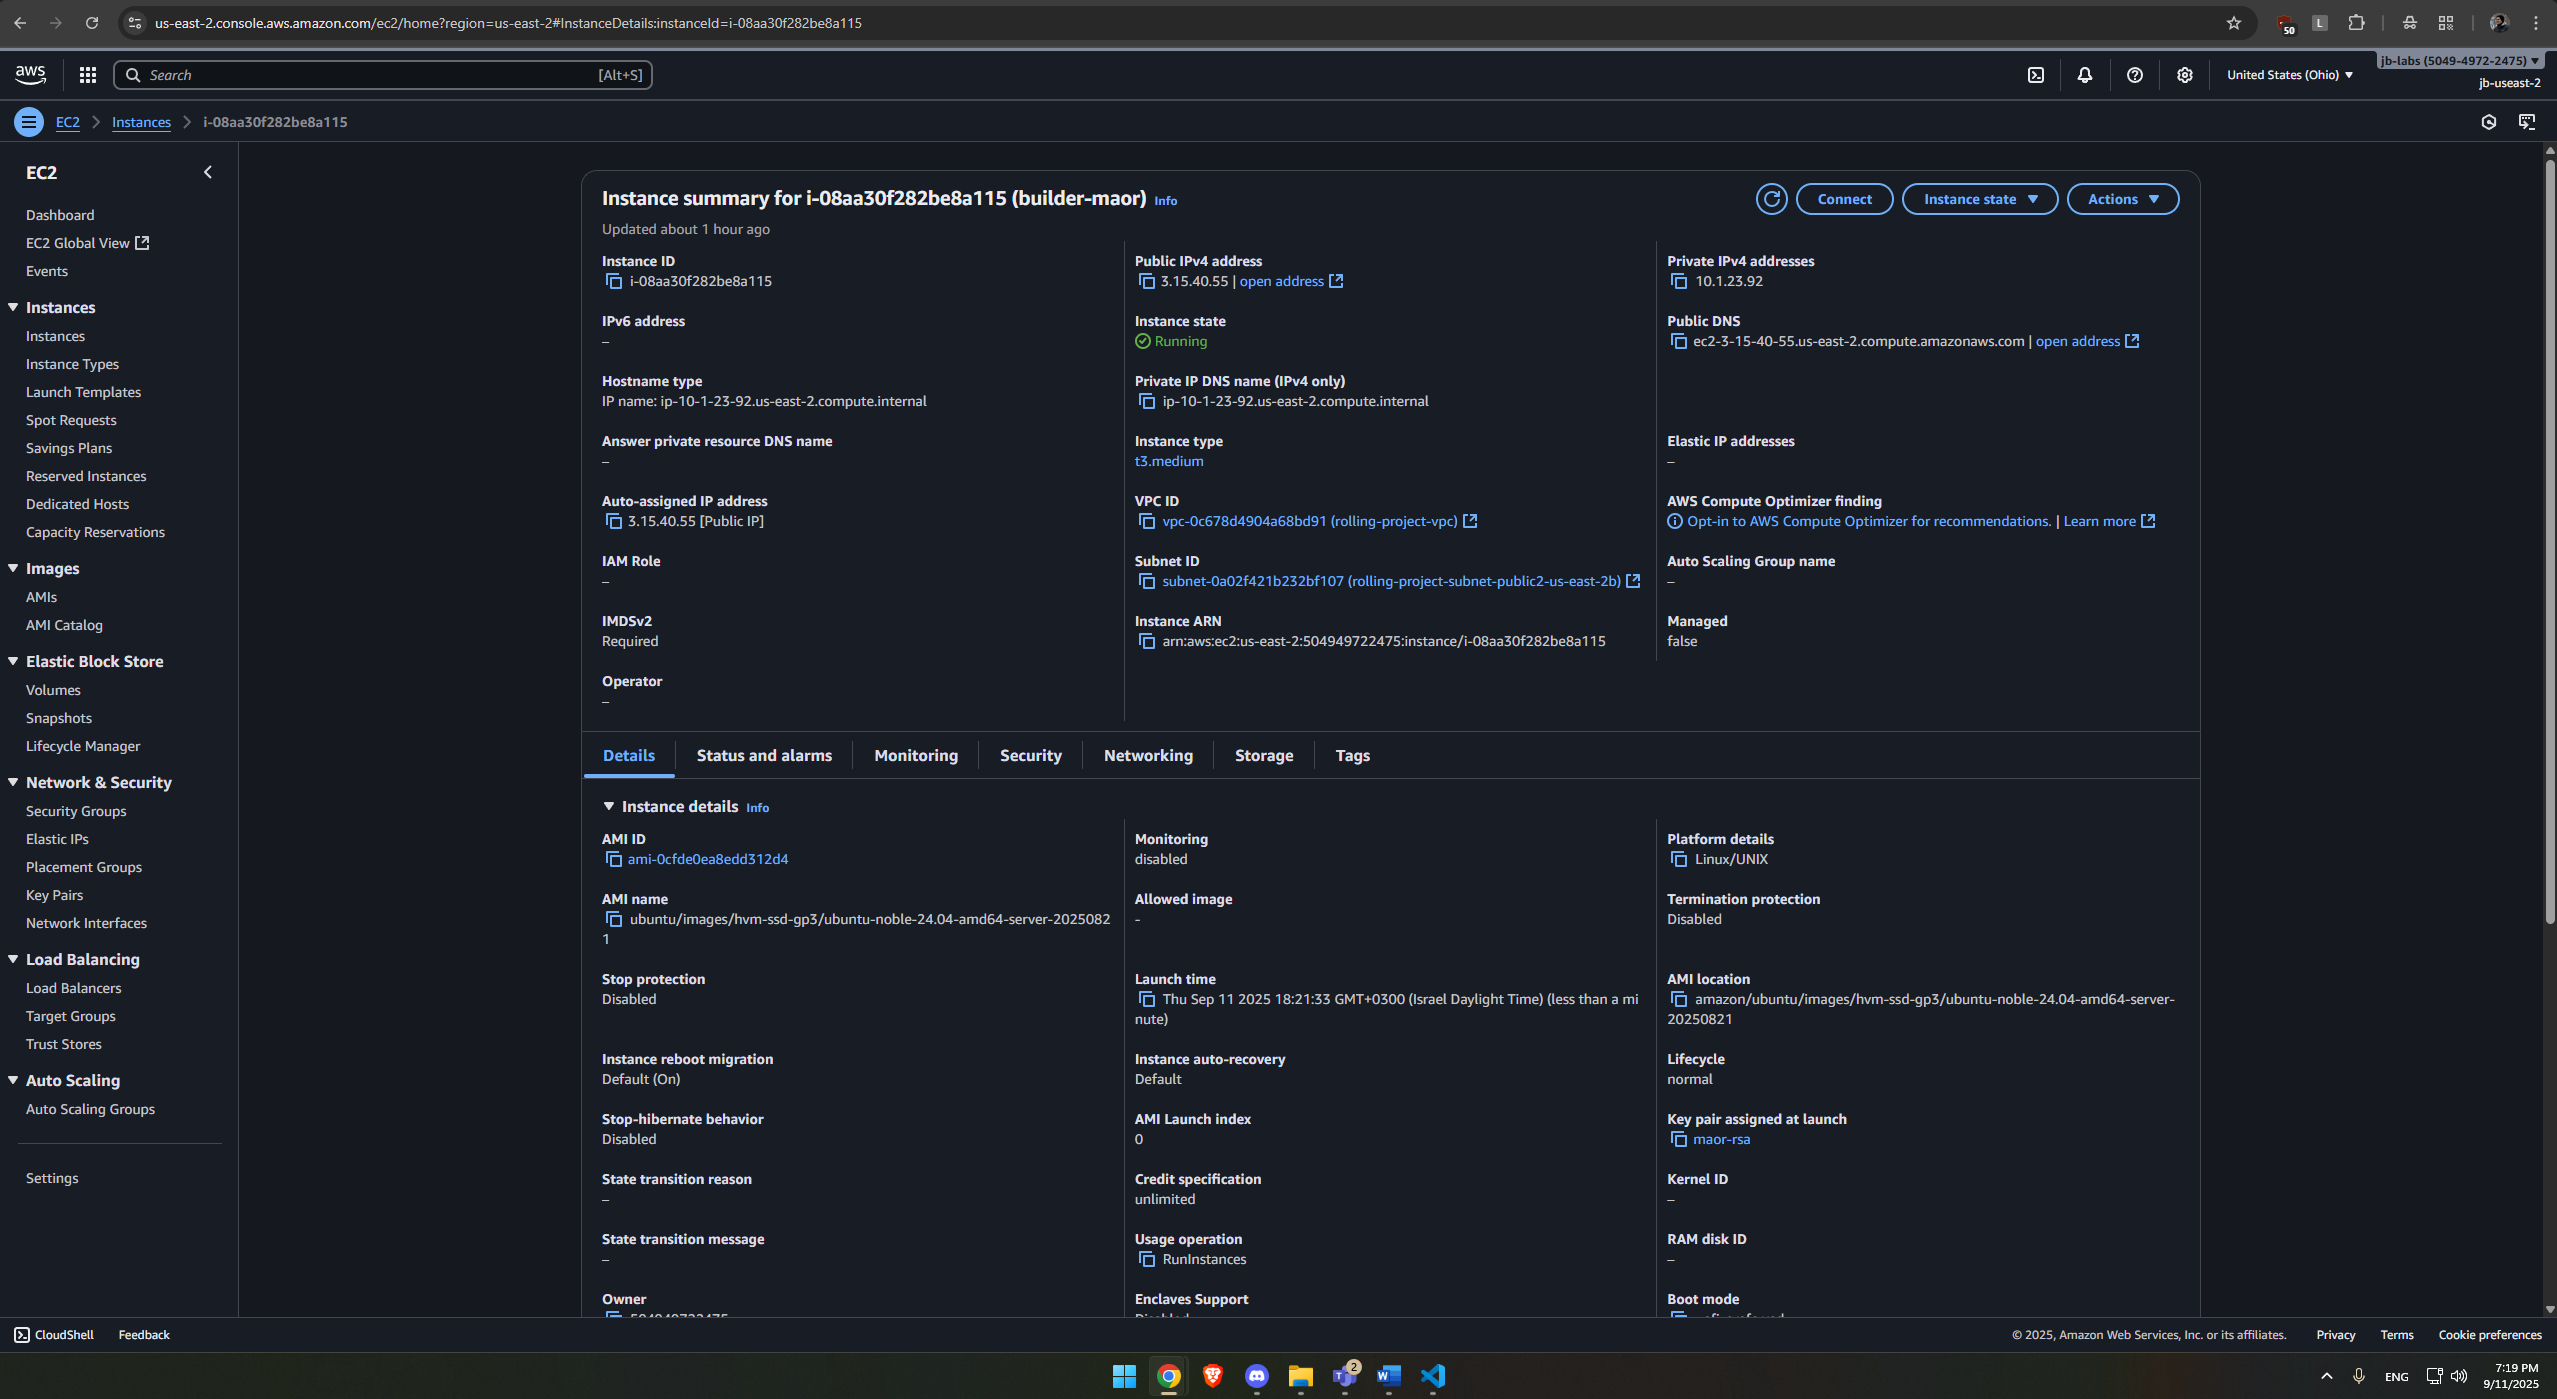 us-east-2.console.aws.amazon.com/ec2/home?region=us-east-2#InstanceDetails:instanceId=i-08aa30f282be8a115
50
L
aws
Search
[Alt+S]
United States (Ohio)
jb-labs (5049-4972-2475)
jb-useast-2
EC2
Instances
i-08aa30f282be8a115
EC2
Dashboard
EC2 Global View
Events
Instances
Instances
Instance Types
Launch Templates
Spot Requests
Savings Plans
Reserved Instances
Dedicated Hosts
Capacity Reservations
Images
AMIs
AMI Catalog
Elastic Block Store
Volumes
Snapshots
Lifecycle Manager
Network & Security
Security Groups
Elastic IPs
Placement Groups
Key Pairs
Network Interfaces
Load Balancing
Load Balancers
Target Groups
Trust Stores
Auto Scaling
Auto Scaling Groups
Settings
Instance summary for i-08aa30f282be8a115 (builder-maor) Info
Updated about 1 hour ago
Connect
Instance state
Actions
Instance ID
i-08aa30f282be8a115
Public IPv4 address
3.15.40.55 | open address
Private IPv4 addresses
10.1.23.92
IPv6 address
–
Instance state
Running
Public DNS
ec2-3-15-40-55.us-east-2.compute.amazonaws.com | open address
Hostname type
IP name: ip-10-1-23-92.us-east-2.compute.internal
Private IP DNS name (IPv4 only)
ip-10-1-23-92.us-east-2.compute.internal
Answer private resource DNS name
–
Instance type
t3.medium
Elastic IP addresses
–
Auto-assigned IP address
3.15.40.55 [Public IP]
VPC ID
vpc-0c678d4904a68bd91 (rolling-project-vpc)
AWS Compute Optimizer finding
Opt-in to AWS Compute Optimizer for recommendations. | Learn more
IAM Role
–
Subnet ID
subnet-0a02f421b232bf107 (rolling-project-subnet-public2-us-east-2b)
Auto Scaling Group name
–
IMDSv2
Required
Instance ARN
arn:aws:ec2:us-east-2:504949722475:instance/i-08aa30f282be8a115
Managed
false
Operator
–
Details
Status and alarms
Monitoring
Security
Networking
Storage
Tags
Instance details Info
AMI ID
ami-0cfde0ea8edd312d4
Monitoring
disabled
Platform details
Linux/UNIX
AMI name
ubuntu/images/hvm-ssd-gp3/ubuntu-noble-24.04-amd64-server-2025082
1
Allowed image
-
Termination protection
Disabled
Stop protection
Disabled
Launch time
Thu Sep 11 2025 18:21:33 GMT+0300 (Israel Daylight Time) (less than a mi
nute)
AMI location
amazon/ubuntu/images/hvm-ssd-gp3/ubuntu-noble-24.04-amd64-server-
20250821
Instance reboot migration
Default (On)
Instance auto-recovery
Default
Lifecycle
normal
Stop-hibernate behavior
Disabled
AMI Launch index
0
Key pair assigned at launch
maor-rsa
State transition reason
–
Credit specification
unlimited
Kernel ID
–
State transition message
–
Usage operation
RunInstances
RAM disk ID
–
Owner
Enclaves Support
Boot mode
CloudShell
Feedback
© 2025, Amazon Web Services, Inc. or its affiliates.
Privacy
Terms
Cookie preferences
2
ENG
7:19 PM
9/11/2025